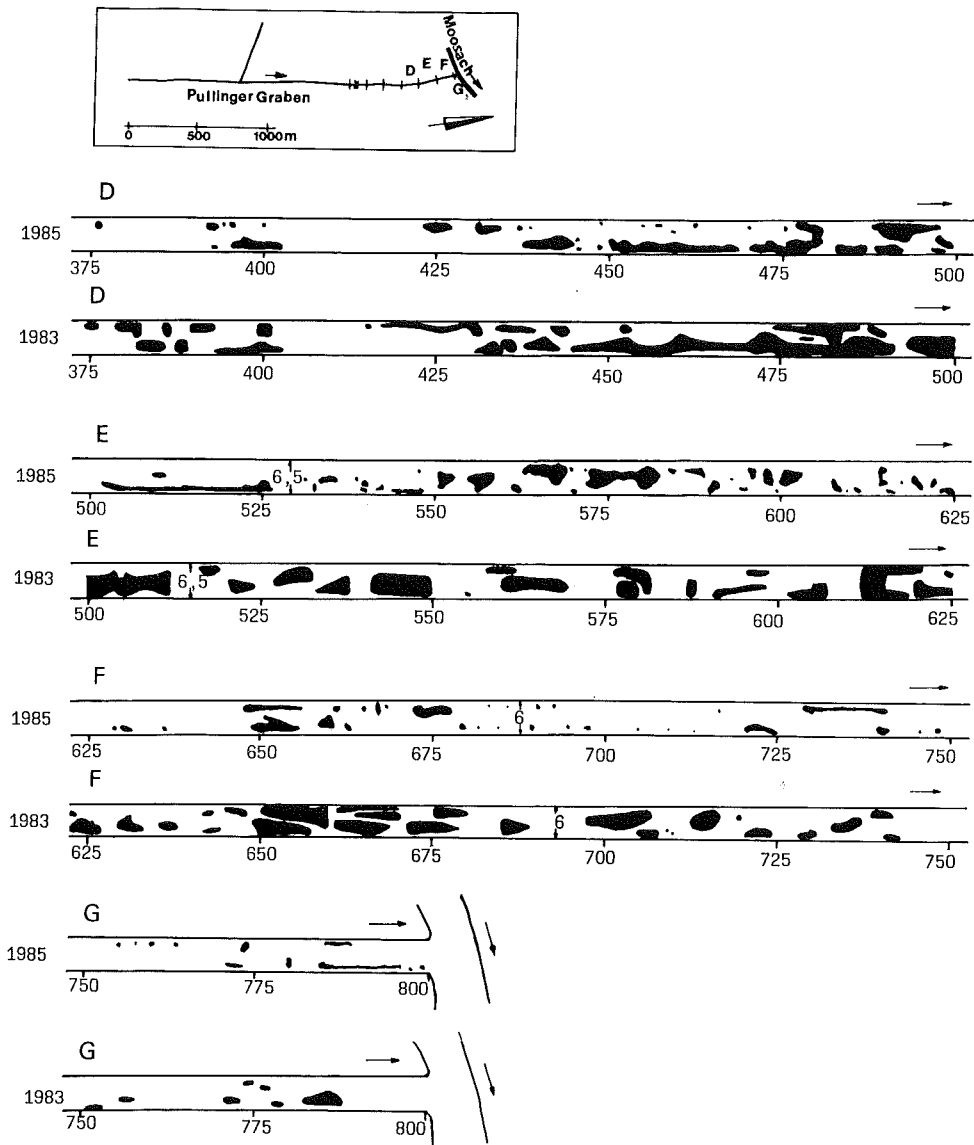 Moosach
D E F
G
Pullinger Graben
0 500 1000m
D
1985
375 400 425 450 475 500
D
1983
375 400 425 450 475 500
E
1985
6,5
500 525 550 575 600 625
E
1983
6,5
500 525 550 575 600 625
F
1985
6
625 650 675 700 725 750
F
1983
6
625 650 675 700 725 750
G
1985
750 775 800
G
1983
750 775 800